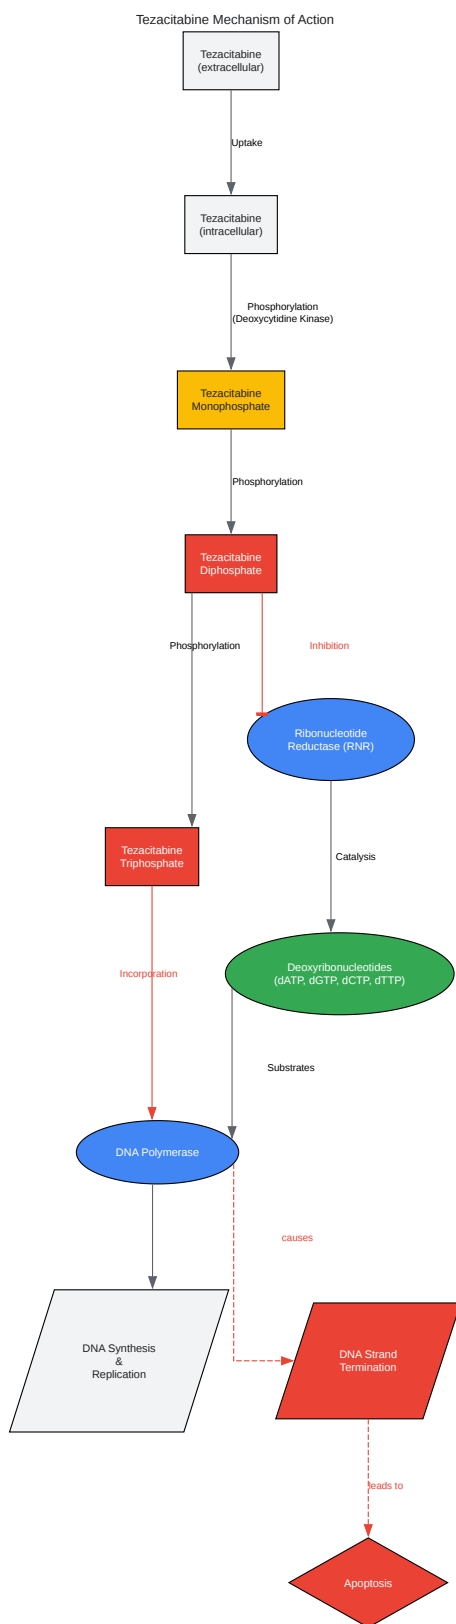 Tezacitabine Mechanism of Action
Tezacitabine
(extracellular)
Uptake
Tezacitabine
(intracellular)
Phosphorylation
(Deoxycytidine Kinase)
Tezacitabine
Monophosphate
Phosphorylation
Tezacitabine
Diphosphate
Phosphorylation
Inhibition
Ribonucleotide
Reductase (RNR)
Tezacitabine
Triphosphate
Catalysis
Incorporation
Deoxyribonucleotides
(dATP, dGTP, dCTP, dTTP)
Substrates
DNA Polymerase
causes
DNA Synthesis
&
Replication
DNA Strand
Termination
leads to
Apoptosis